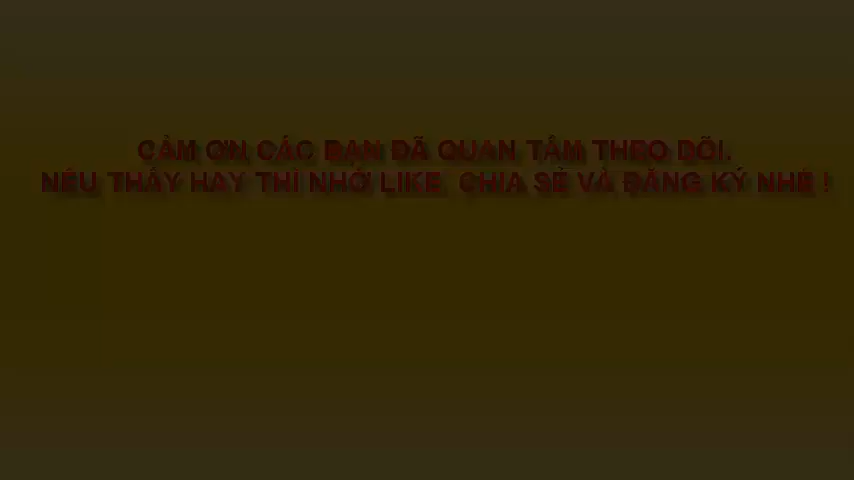 CẢM ƠN CÁC BẠN ĐÃ QUAN TÂM THEO DÕI.
NẾU THẤY HAY THÌ NHỚ LIKE  CHIA SẺ VÀ ĐĂNG KÝ NHÉ !